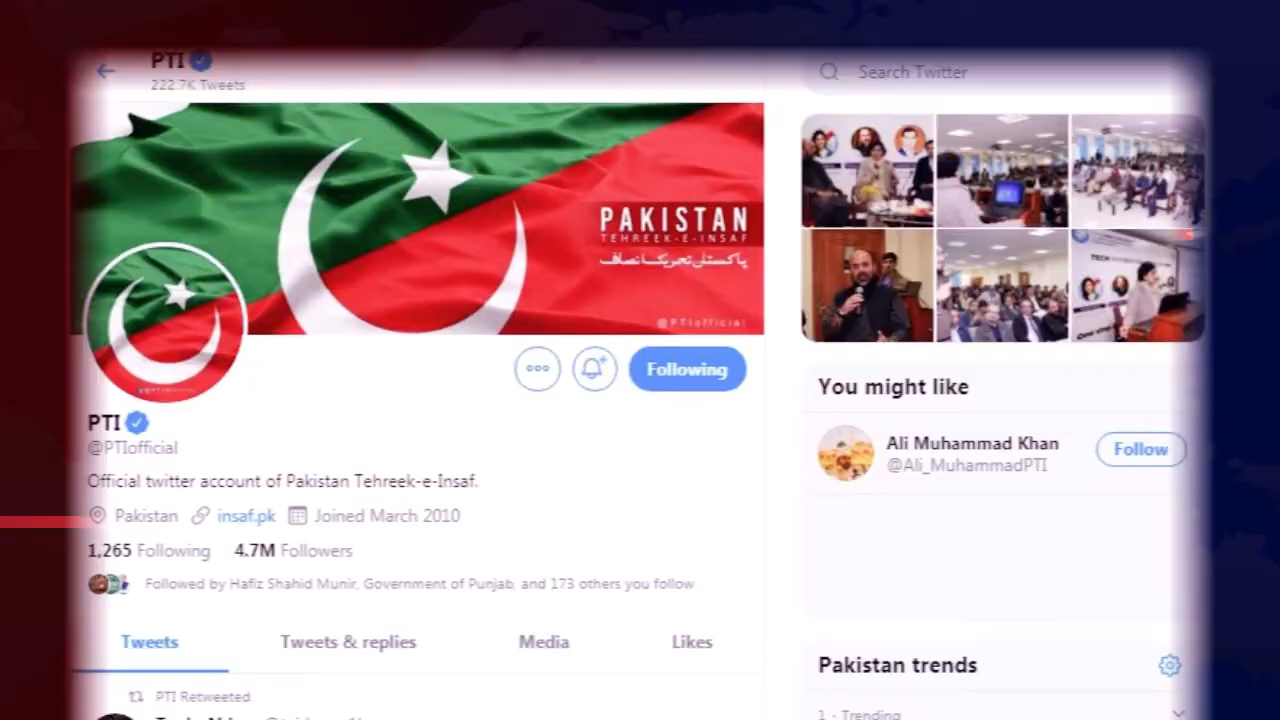 PTI
222.7K Tweets
Search Twitter
PAKISTAN
TEHREEK-E-INSAF
پاکستان تحریک انصاف
@PTIofficial
Following
PTI
@PTIofficial
Official twitter account of Pakistan Tehreek-e-Insaf.
Pakistan insaf.pk Joined March 2010
1,265 Following 4.7M Followers
Followed by Hafiz Shahid Munir, Government of Punjab, and 173 others you follow
Tweets Tweets & replies Media Likes
PTI Retweeted
TECH
You might like
Ali Muhammad Khan
@Ali_MuhammadPTI
Follow
Pakistan trends
1 · Trending